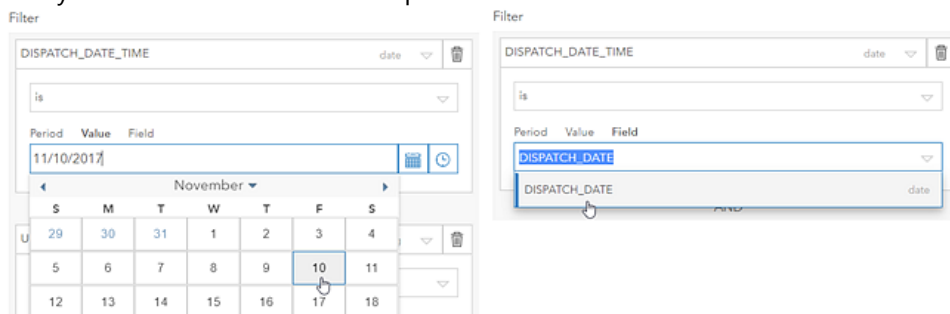 Filter
DISPATCH_DATE_TIME date
is
Period Value Field
11/10/2017
November
S M T W T F S
29 30 31 1 2 3 4
U
5 6 7 8 9 10 11
12 13 14 15 16 17 18
Filter
DISPATCH_DATE_TIME date
is
Period Value Field
DISPATCH_DATE
DISPATCH_DATE date
AND